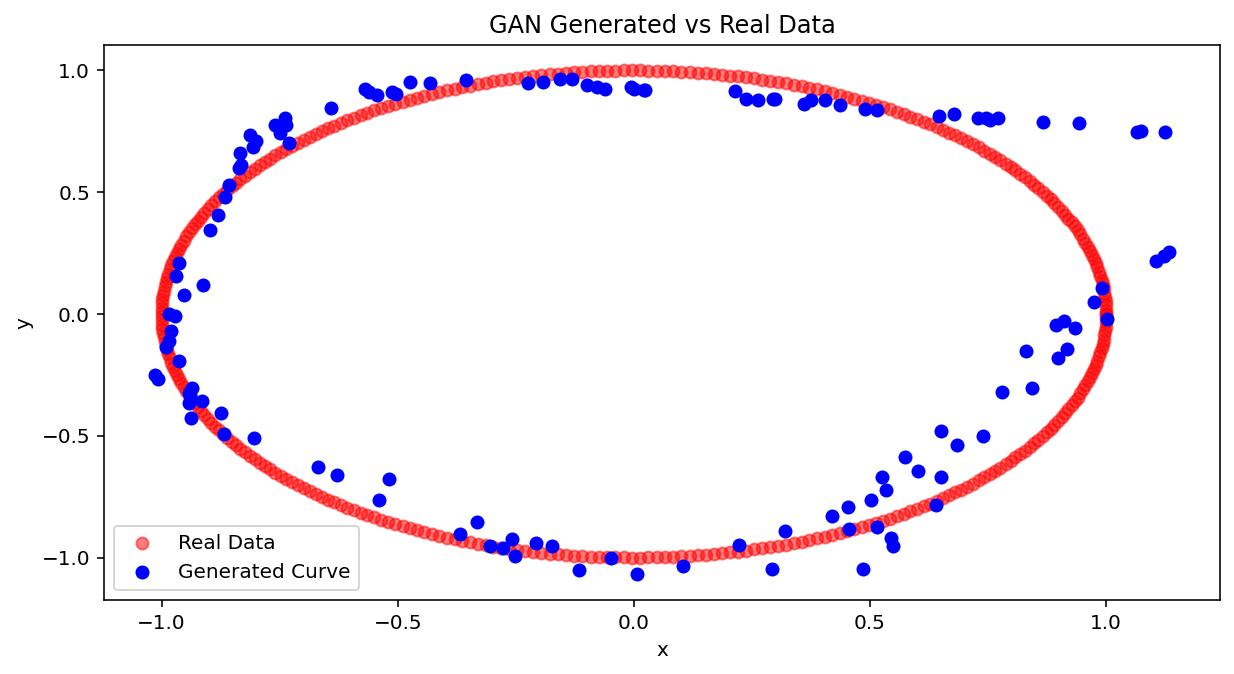 GAN Generated vs Real Data
1.0
0.5
0.0
−0.5
−1.0
y
Real Data
Generated Curve
−1.0 −0.5 0.0 0.5 1.0
x